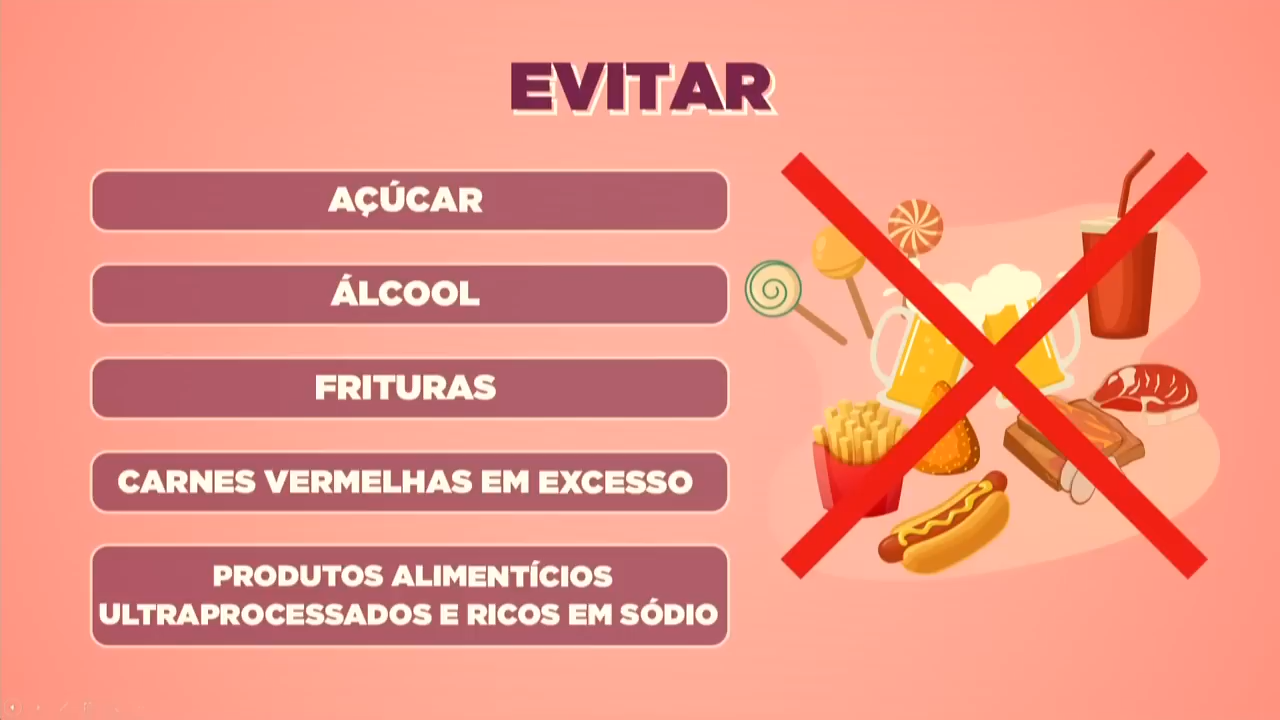 EVITAR
AÇÚCAR
ÁLCOOL
FRITURAS
CARNES VERMELHAS EM EXCESSO
PRODUTOS ALIMENTÍCIOS
ULTRAPROCESSADOS E RICOS EM SÓDIO